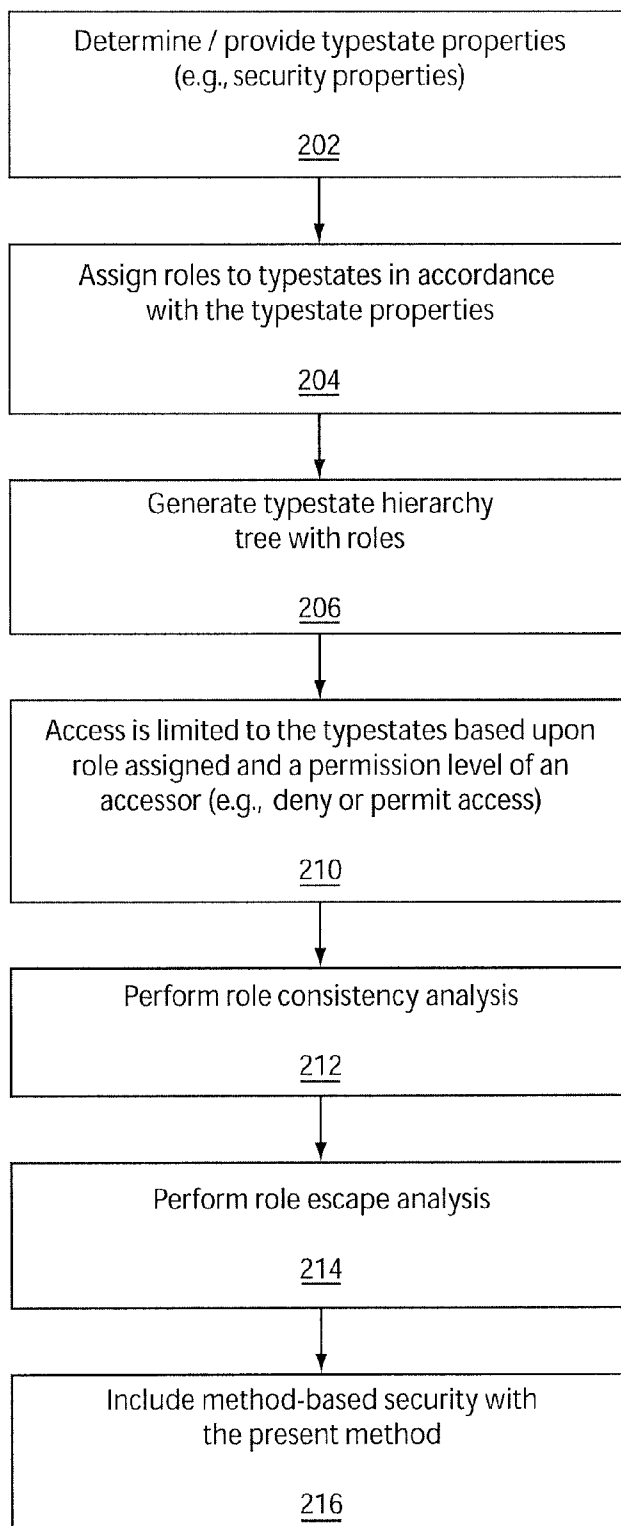 Determine / provide typestate properties
(e.g., security properties)
202
Assign roles to typestates in accordance
with the typestate properties
204
Generate typestate hierarchy
tree with roles
206
Access is limited to the typestates based upon
role assigned and a permission level of an
accessor (e.g., deny or permit access)
210
Perform role consistency analysis
212
Perform role escape analysis
214
Include method-based security with
the present method
216